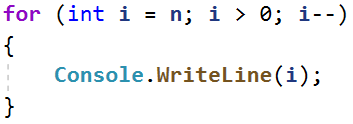 for (int i = n; i > 0; i--)
{
    Console.WriteLine(i);
}